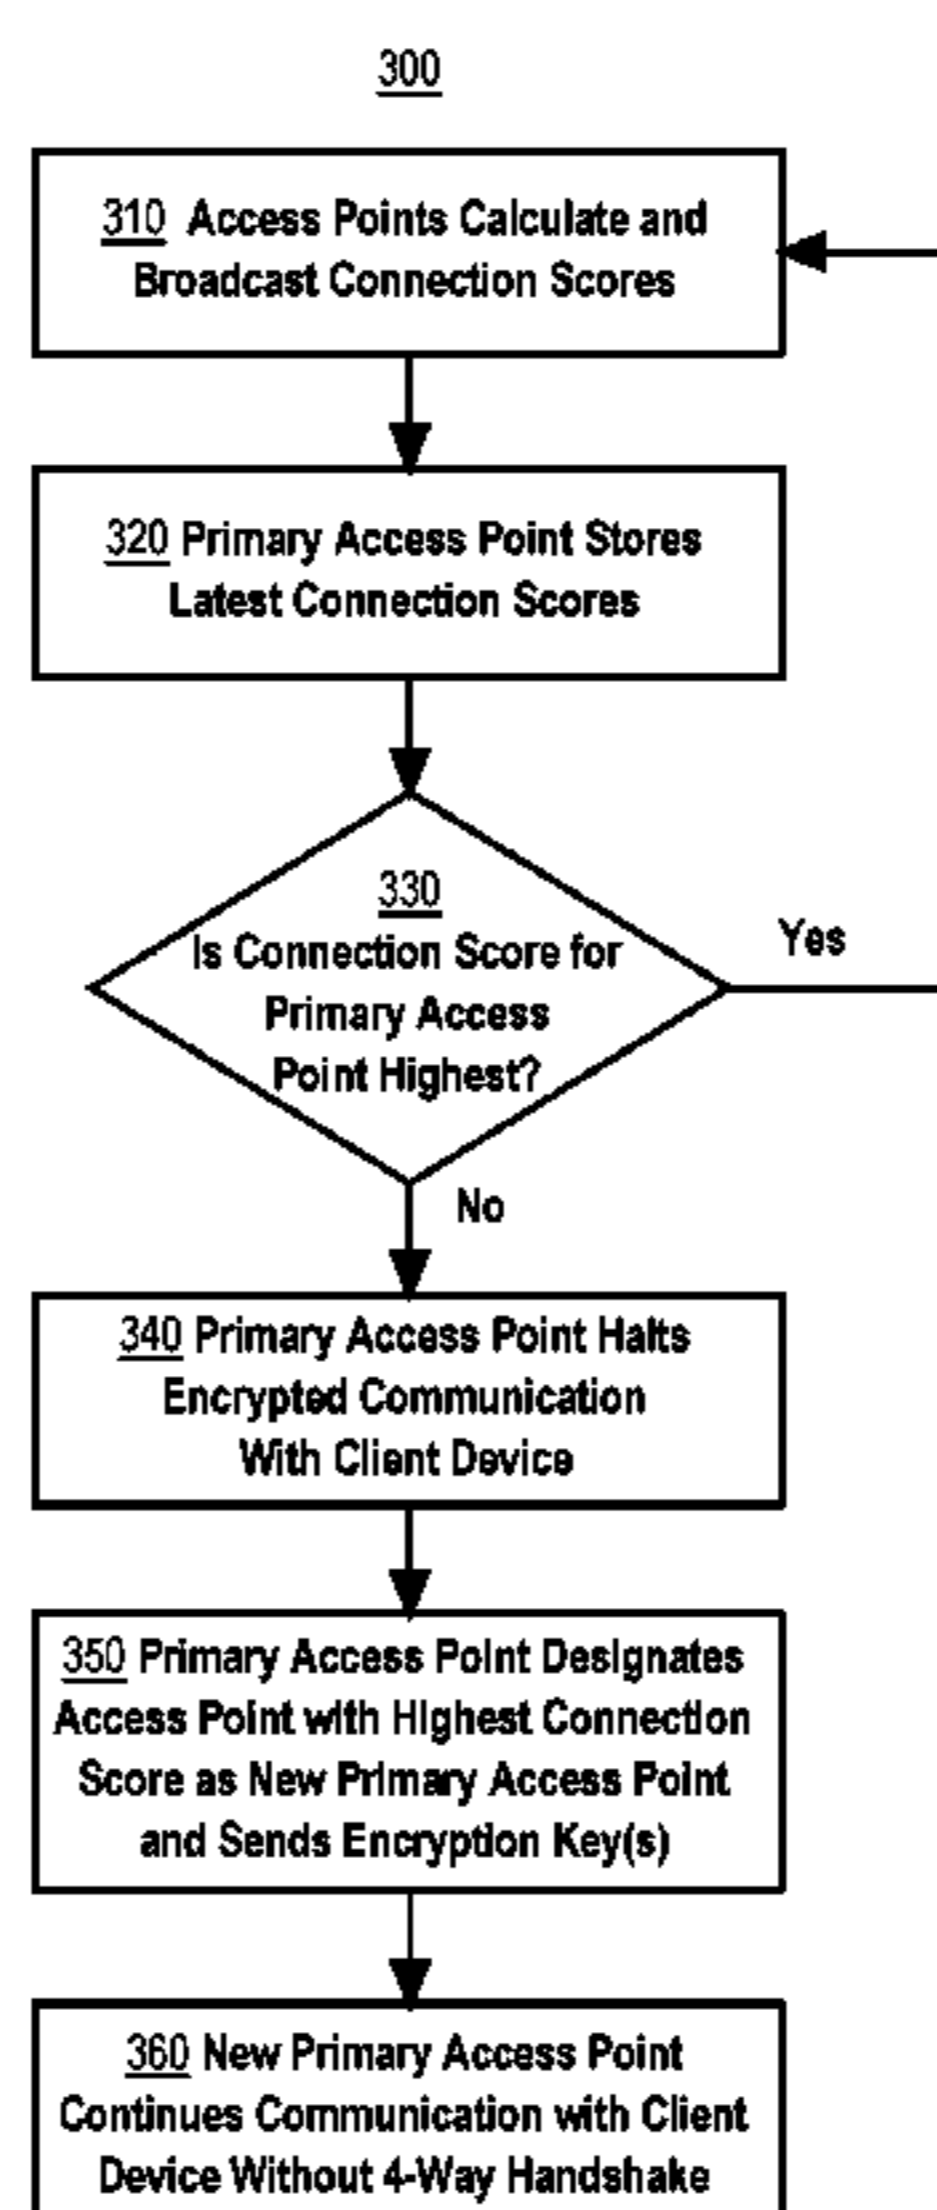 300
310 Access Points Calculate and
Broadcast Connection Scores
320 Primary Access Point Stores
Latest Connection Scores
330
Is Connection Score for
Primary Access
Point Highest?
Yes
No
340 Primary Access Point Halts
Encrypted Communication
With Client Device
350 Primary Access Point Designates
Access Point with Highest Connection
Score as New Primary Access Point
and Sends Encryption Key(s)
360 New Primary Access Point
Continues Communication with Client
Device Without 4-Way Handshake